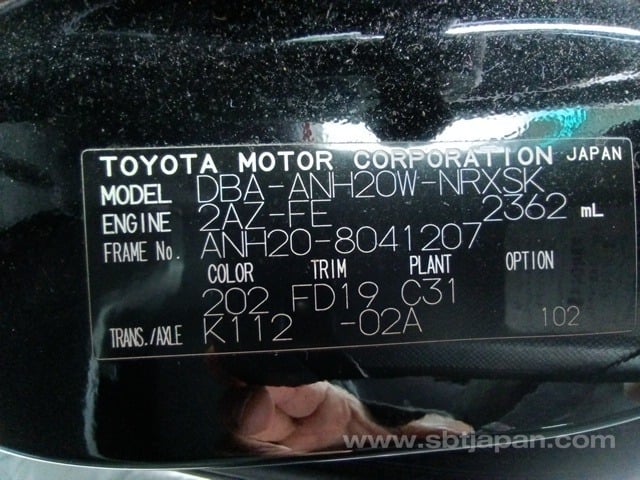 TOYOTA MOTOR CORPORATION JAPAN
MODEL DBA-ANH20W-NRXSK
ENGINE 2AZ-FE 2362 mL
FRAME No. ANH20-8041207
COLOR TRIM PLANT OPTION
202 FD19 C31
TRANS./AXLE K112 -02A 102
www.sbtjapan.com